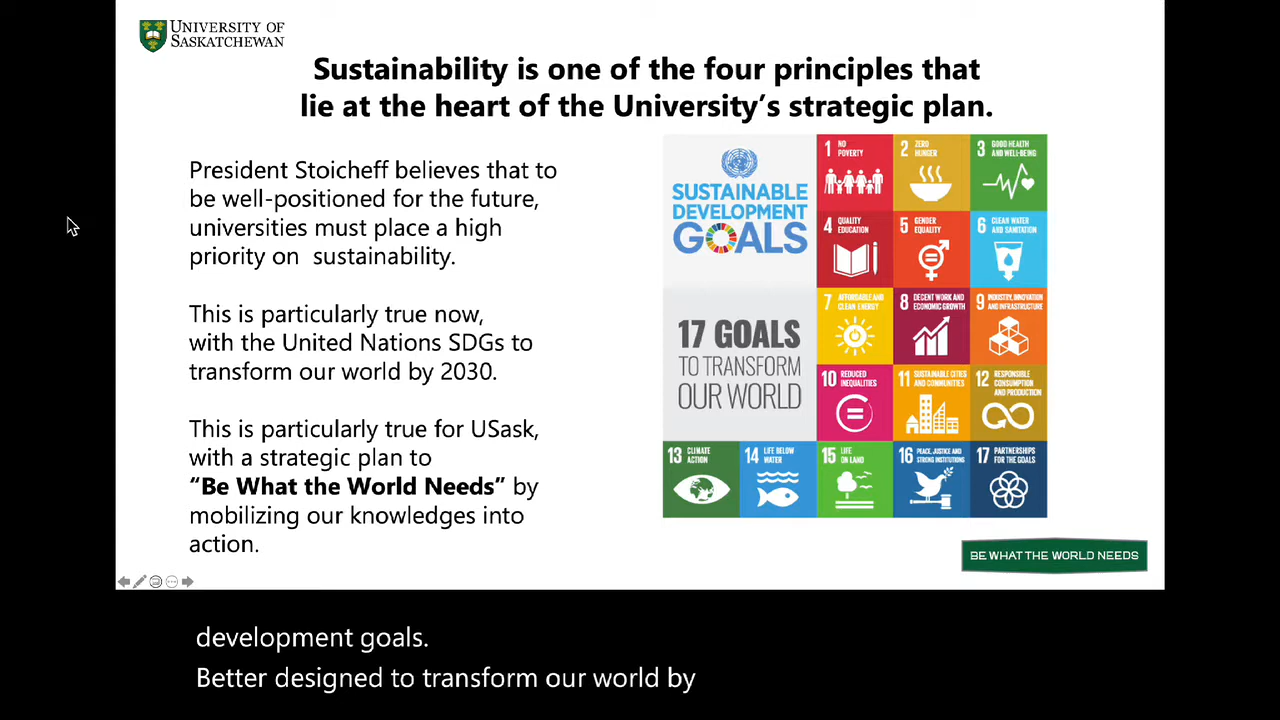 UNIVERSITY OF
SASKATCHEWAN
Sustainability is one of the four principles that
lie at the heart of the University’s strategic plan.
President Stoicheff believes that to
be well-positioned for the future,
universities must place a high
priority on sustainability.
This is particularly true now,
with the United Nations SDGs to
transform our world by 2030.
This is particularly true for USask,
with a strategic plan to
“Be What the World Needs” by
mobilizing our knowledges into
action.
SUSTAINABLE
DEVELOPMENT
GOALS
17 GOALS
TO TRANSFORM
OUR WORLD
1 NO
POVERTY
2 ZERO
HUNGER
3 GOOD HEALTH
AND WELL-BEING
4 QUALITY
EDUCATION
5 GENDER
EQUALITY
6 CLEAN WATER
AND SANITATION
7 AFFORDABLE AND
CLEAN ENERGY
8 DECENT WORK AND
ECONOMIC GROWTH
9 INDUSTRY, INNOVATION
AND INFRASTRUCTURE
10 REDUCED
INEQUALITIES
11 SUSTAINABLE CITIES
AND COMMUNITIES
12 RESPONSIBLE
CONSUMPTION
AND PRODUCTION
13 CLIMATE
ACTION
14 LIFE BELOW
WATER
15 LIFE
ON LAND
16 PEACE, JUSTICE AND
STRONG INSTITUTIONS
17 PARTNERSHIPS
FOR THE GOALS
BE WHAT THE WORLD NEEDS
development goals.
Better designed to transform our world by